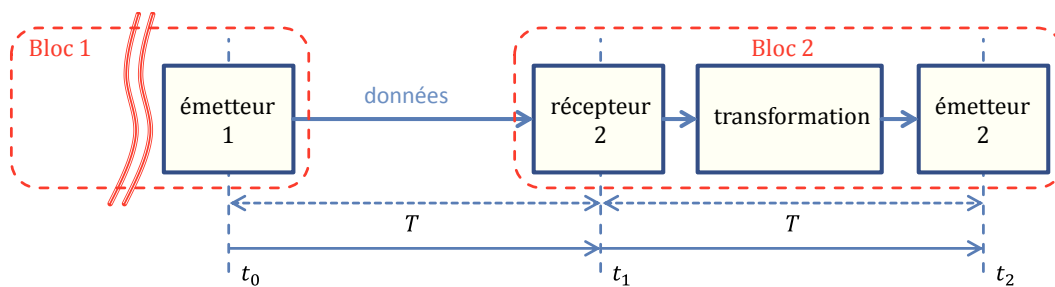 Bloc 1
Bloc 2
émetteur
1
données
récepteur
2
transformation
émetteur
2
T
T
t₀
t₁
t₂